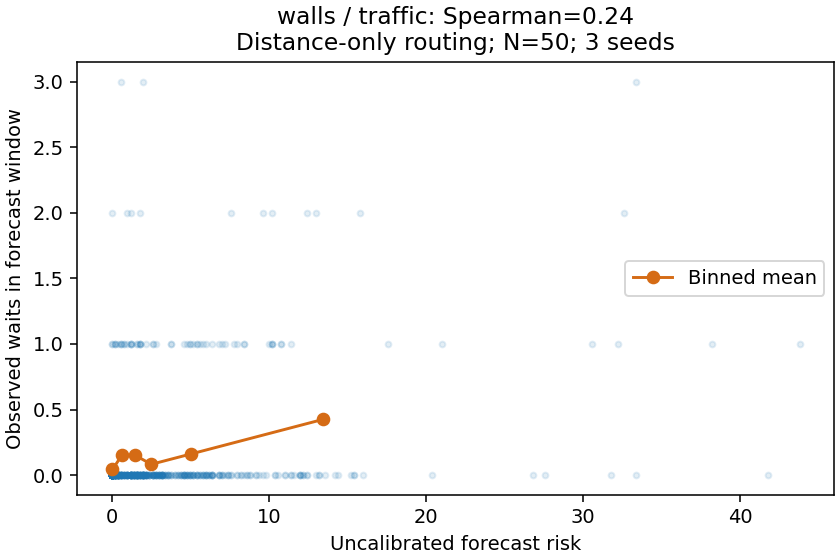 walls / traffic: Spearman=0.24
Distance-only routing; N=50; 3 seeds
Observed waits in forecast window
3.0
2.5
2.0
1.5
1.0
0.5
0.0
Binned mean
0
10
20
30
40
Uncalibrated forecast risk